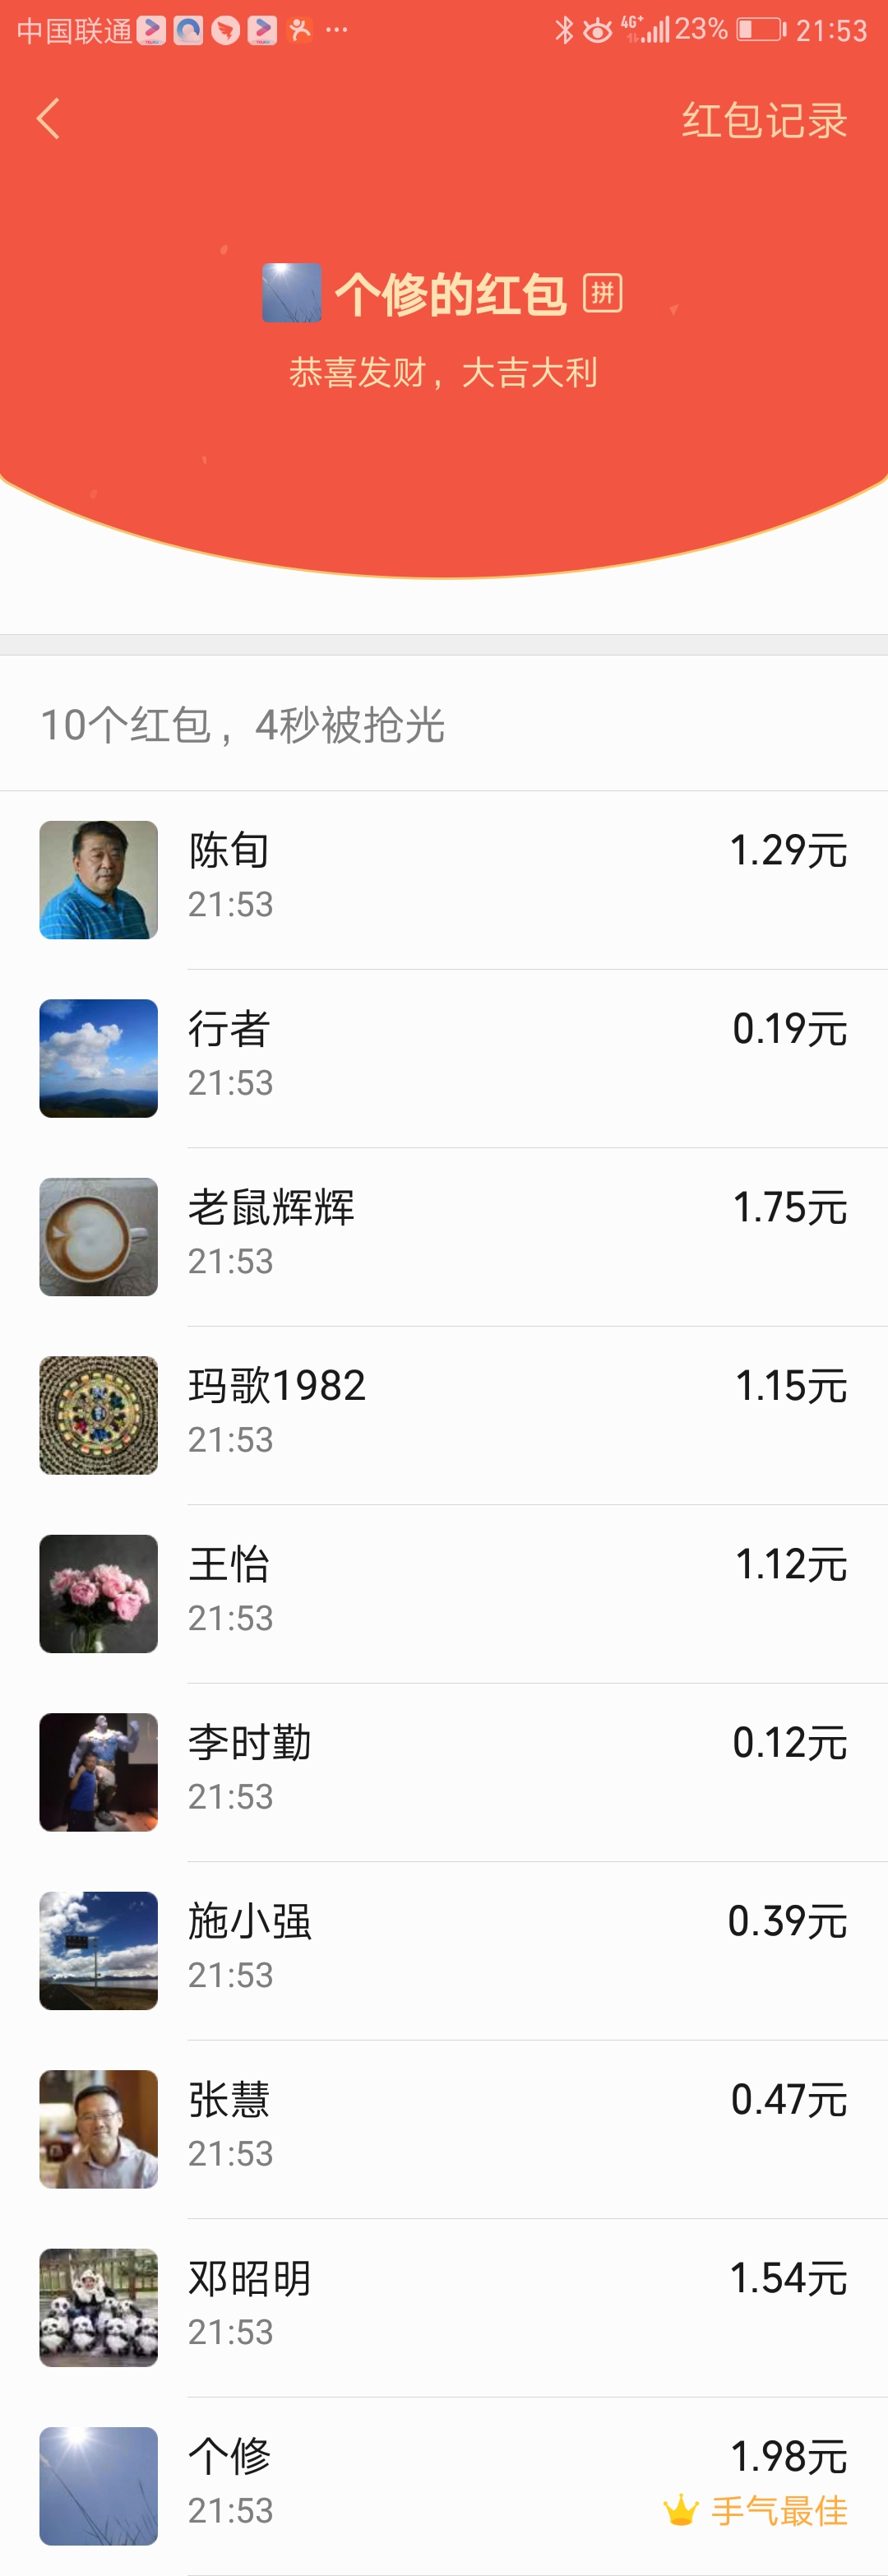 中国联通 ··· 4G+ 23% 21:53
红包记录
个修的红包 拼
恭喜发财，大吉大利
10个红包，4秒被抢光
陈旬 1.29元
21:53
行者 0.19元
21:53
老鼠辉辉 1.75元
21:53
玛歌1982 1.15元
21:53
王怡 1.12元
21:53
李时勤 0.12元
21:53
施小强 0.39元
21:53
张慧 0.47元
21:53
邓昭明 1.54元
21:53
个修 1.98元
21:53 手气最佳